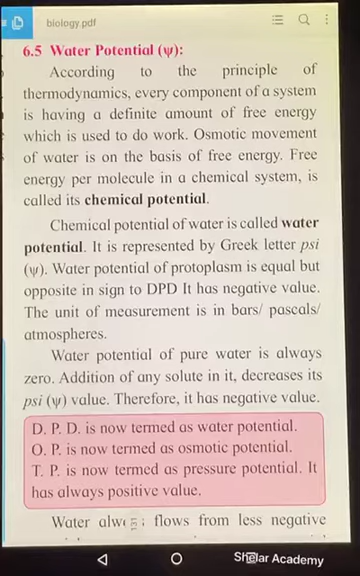 biology.pdf
6.5 Water Potential (ψ):
According to the principle of
thermodynamics, every component of a system
is having a definite amount of free energy
which is used to do work. Osmotic movement
of water is on the basis of free energy. Free
energy per molecule in a chemical system, is
called its chemical potential.
Chemical potential of water is called water
potential. It is represented by Greek letter psi
(ψ). Water potential of protoplasm is equal but
opposite in sign to DPD It has negative value.
The unit of measurement is in bars/ pascals/
atmospheres.
Water potential of pure water is always
zero. Addition of any solute in it, decreases its
psi (ψ) value. Therefore, it has negative value.
D. P. D. is now termed as water potential.
O. P. is now termed as osmotic potential.
T. P. is now termed as pressure potential. It
has always positive value.
Water flows from less negative
131
Shelar Academy